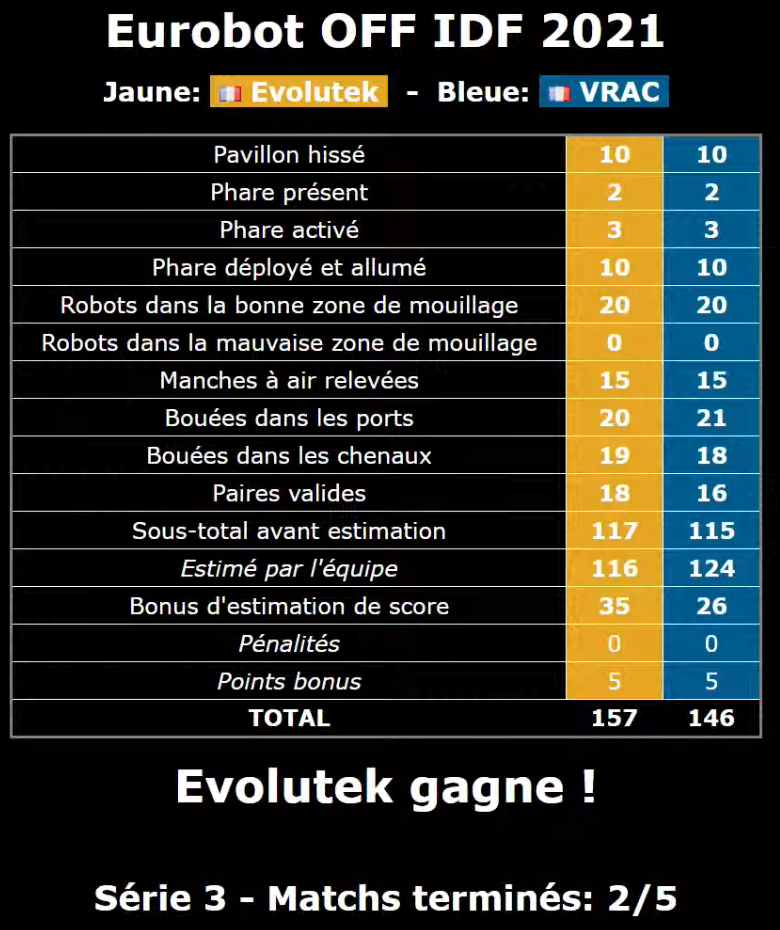 Eurobot OFF IDF 2021
Jaune: Evolutek - Bleue: VRAC
Pavillon hissé 10 10
Phare présent 2 2
Phare activé 3 3
Phare déployé et allumé 10 10
Robots dans la bonne zone de mouillage 20 20
Robots dans la mauvaise zone de mouillage 0 0
Manches à air relevées 15 15
Bouées dans les ports 20 21
Bouées dans les chenaux 19 18
Paires valides 18 16
Sous-total avant estimation 117 115
Estimé par l'équipe 116 124
Bonus d'estimation de score 35 26
Pénalités 0 0
Points bonus 5 5
TOTAL 157 146
Evolutek gagne !
Série 3 - Matchs terminés: 2/5